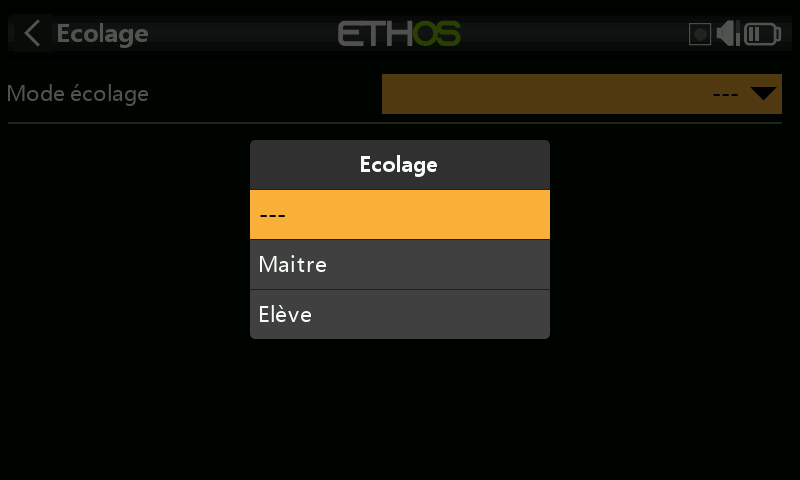 Ecolage
ETHOS
Mode écolage
---
Ecolage
---
Maitre
Elève